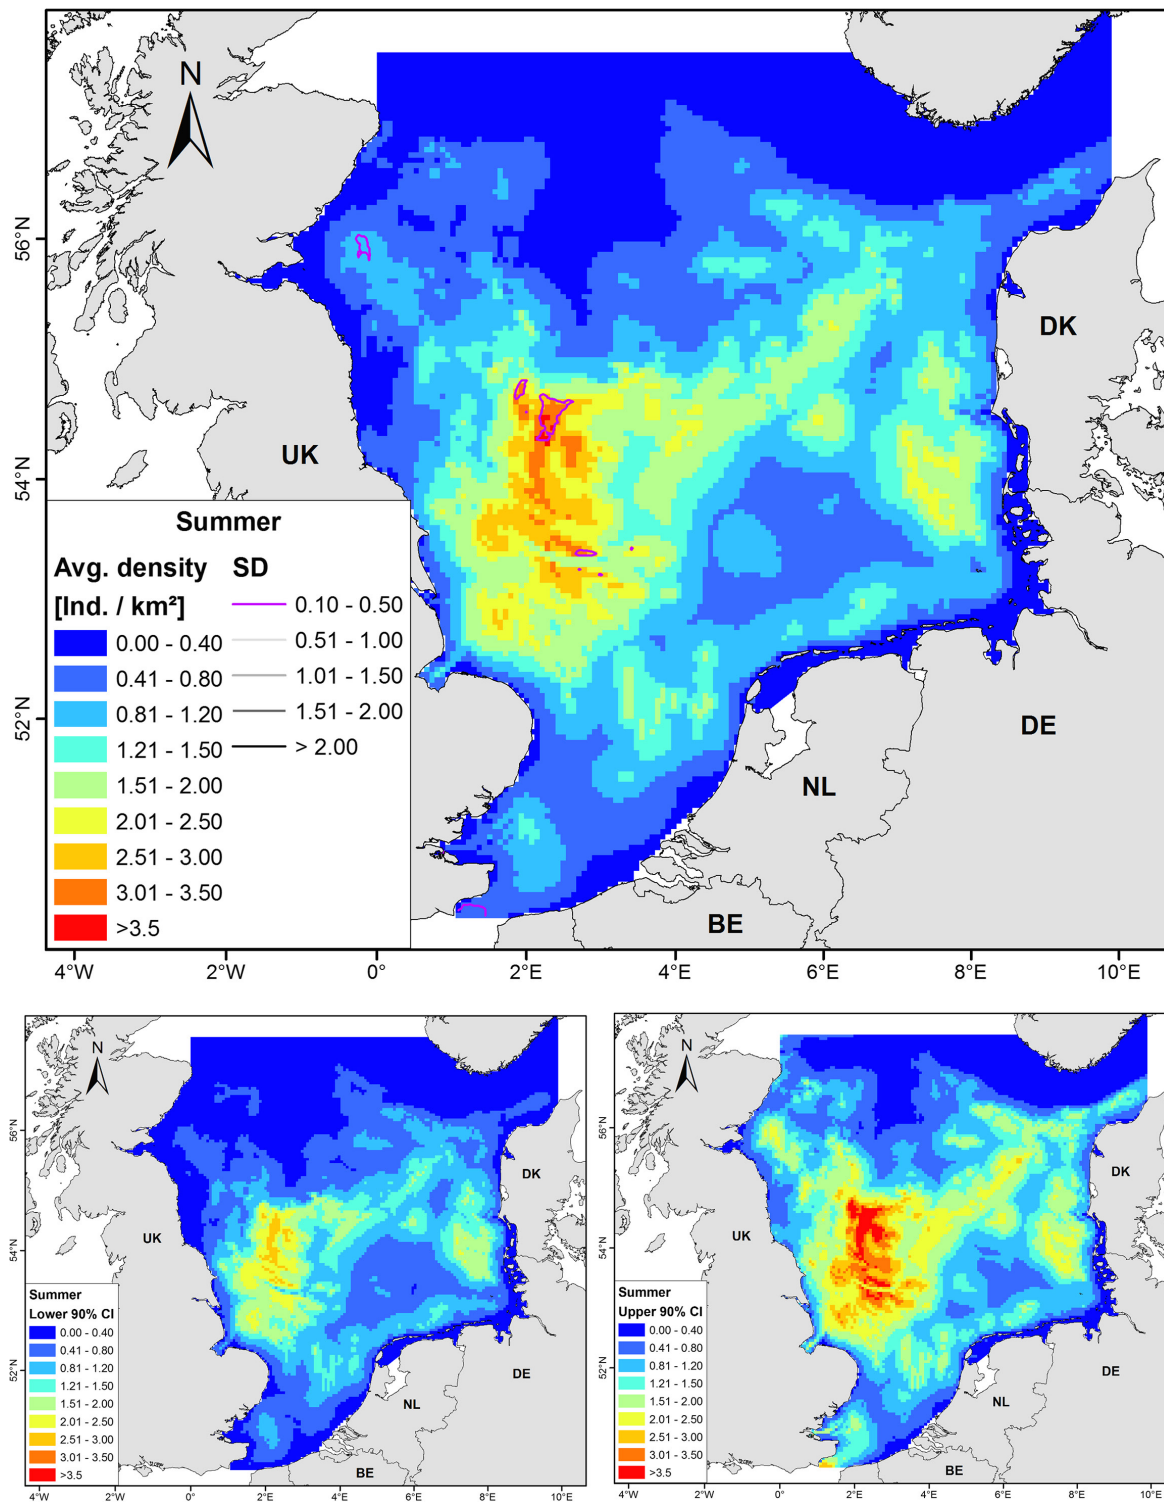 N
56°N
54°N
52°N
UK
DK
DE
NL
BE
Summer
Avg. density SD
[Ind. / km²]
0.00 - 0.40
0.41 - 0.80
0.81 - 1.20
1.21 - 1.50
1.51 - 2.00
2.01 - 2.50
2.51 - 3.00
3.01 - 3.50
>3.5
0.10 - 0.50
0.51 - 1.00
1.01 - 1.50
1.51 - 2.00
> 2.00
4°W 2°W 0° 2°E 4°E 6°E 8°E 10°E
N
56°N
54°N
52°N
UK
DK
DE
NL
BE
Summer
Lower 90% CI
0.00 - 0.40
0.41 - 0.80
0.81 - 1.20
1.21 - 1.50
1.51 - 2.00
2.01 - 2.50
2.51 - 3.00
3.01 - 3.50
>3.5
4°W 2°W 0° 2°E 4°E 6°E 8°E 10°E
N
56°N
54°N
52°N
UK
DK
DE
NL
BE
Summer
Upper 90% CI
0.00 - 0.40
0.41 - 0.80
0.81 - 1.20
1.21 - 1.50
1.51 - 2.00
2.01 - 2.50
2.51 - 3.00
3.01 - 3.50
>3.5
4°W 2°W 0° 2°E 4°E 6°E 8°E 10°E